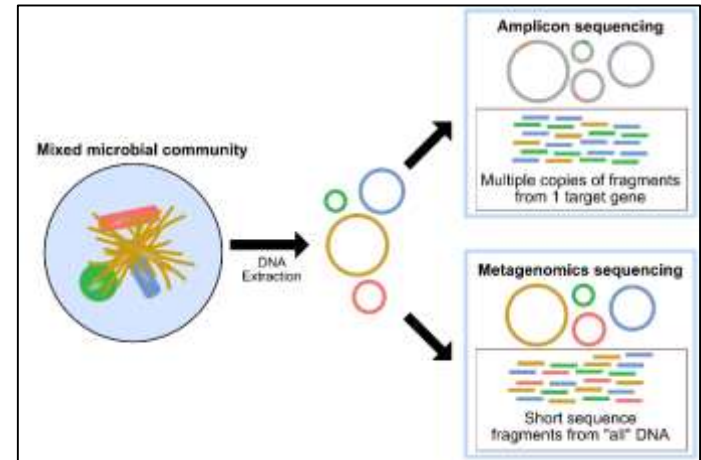 Mixed microbial community
DNA
Extraction
Amplicon sequencing
Multiple copies of fragments
from 1 target gene
Metagenomics sequencing
Short sequence
fragments from "all" DNA